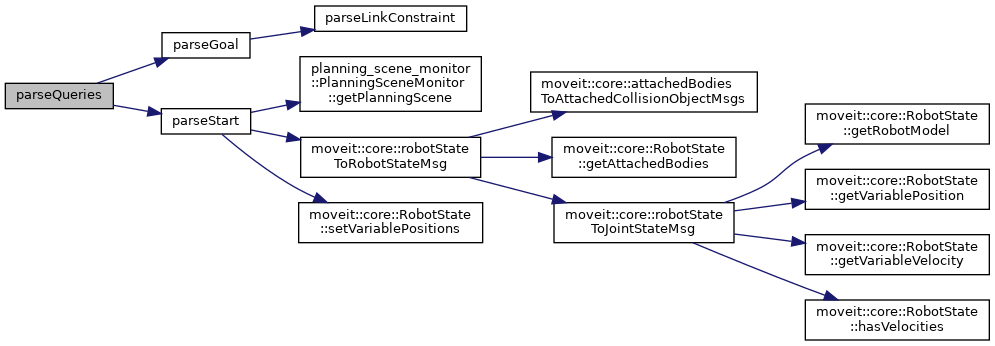 parseQueries
parseGoal
parseLinkConstraint
parseStart
planning_scene_monitor
::PlanningSceneMonitor
::getPlanningScene
moveit::core::robotState
ToRobotStateMsg
moveit::core::attachedBodies
ToAttachedCollisionObjectMsgs
moveit::core::RobotState
::getAttachedBodies
moveit::core::robotState
ToJointStateMsg
moveit::core::RobotState
::getRobotModel
moveit::core::RobotState
::getVariablePosition
moveit::core::RobotState
::getVariableVelocity
moveit::core::RobotState
::hasVelocities
moveit::core::RobotState
::setVariablePositions